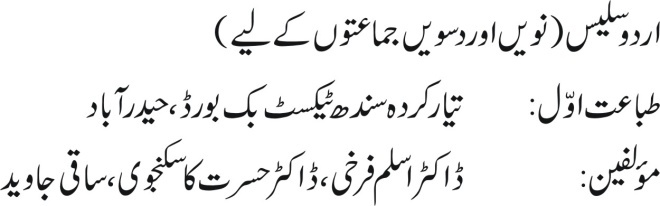 اردو سلیس (نویں اور دسویں جماعتوں کے لیے)
طباعت اوّل: تیار کردہ سندھ ٹیکسٹ بک بورڈ، حیدرآباد
مؤلفین: ڈاکٹر اسلم فرخی، ڈاکٹر حسرت کاسگنجوی، ساقی جاوید